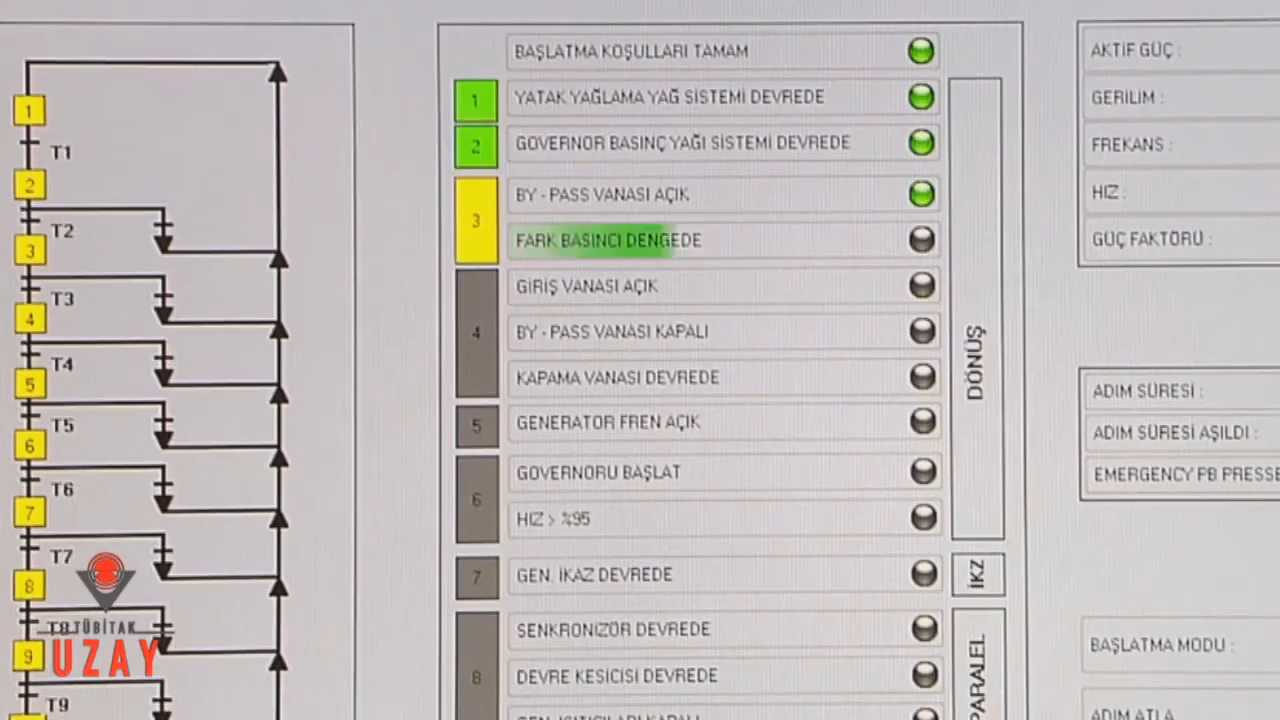 1
T1
2
T2
3
T3
4
T4
5
T5
6
T6
7
T7
8
T8
9
T9
TÜBİTAK
UZAY
BAŞLATMA KOŞULLARI TAMAM
1 YATAK YAĞLAMA YAĞ SİSTEMİ DEVREDE
2 GOVERNOR BASINÇ YAĞI SİSTEMİ DEVREDE
3
BY - PASS VANASI AÇIK
FARK BASINCI DENGEDE
4
GİRİŞ VANASI AÇIK
BY - PASS VANASI KAPALI
KAPAMA VANASI DEVREDE
5 GENERATOR FREN AÇIK
6
GOVERNORU BAŞLAT
HIZ > %95
7 GEN. İKAZ DEVREDE
8
SENKRONIZÖR DEVREDE
DEVRE KESİCİSİ DEVREDE
DÖNÜŞ
İKZ
PARALEL
AKTİF GÜÇ :
GERİLİM :
FREKANS :
HIZ :
GÜÇ FAKTÖRÜ :
ADIM SÜRESİ :
ADIM SÜRESİ AŞILDI :
EMERGENCY PB PRESSE
BAŞLATMA MODU :
ADIM ATLA